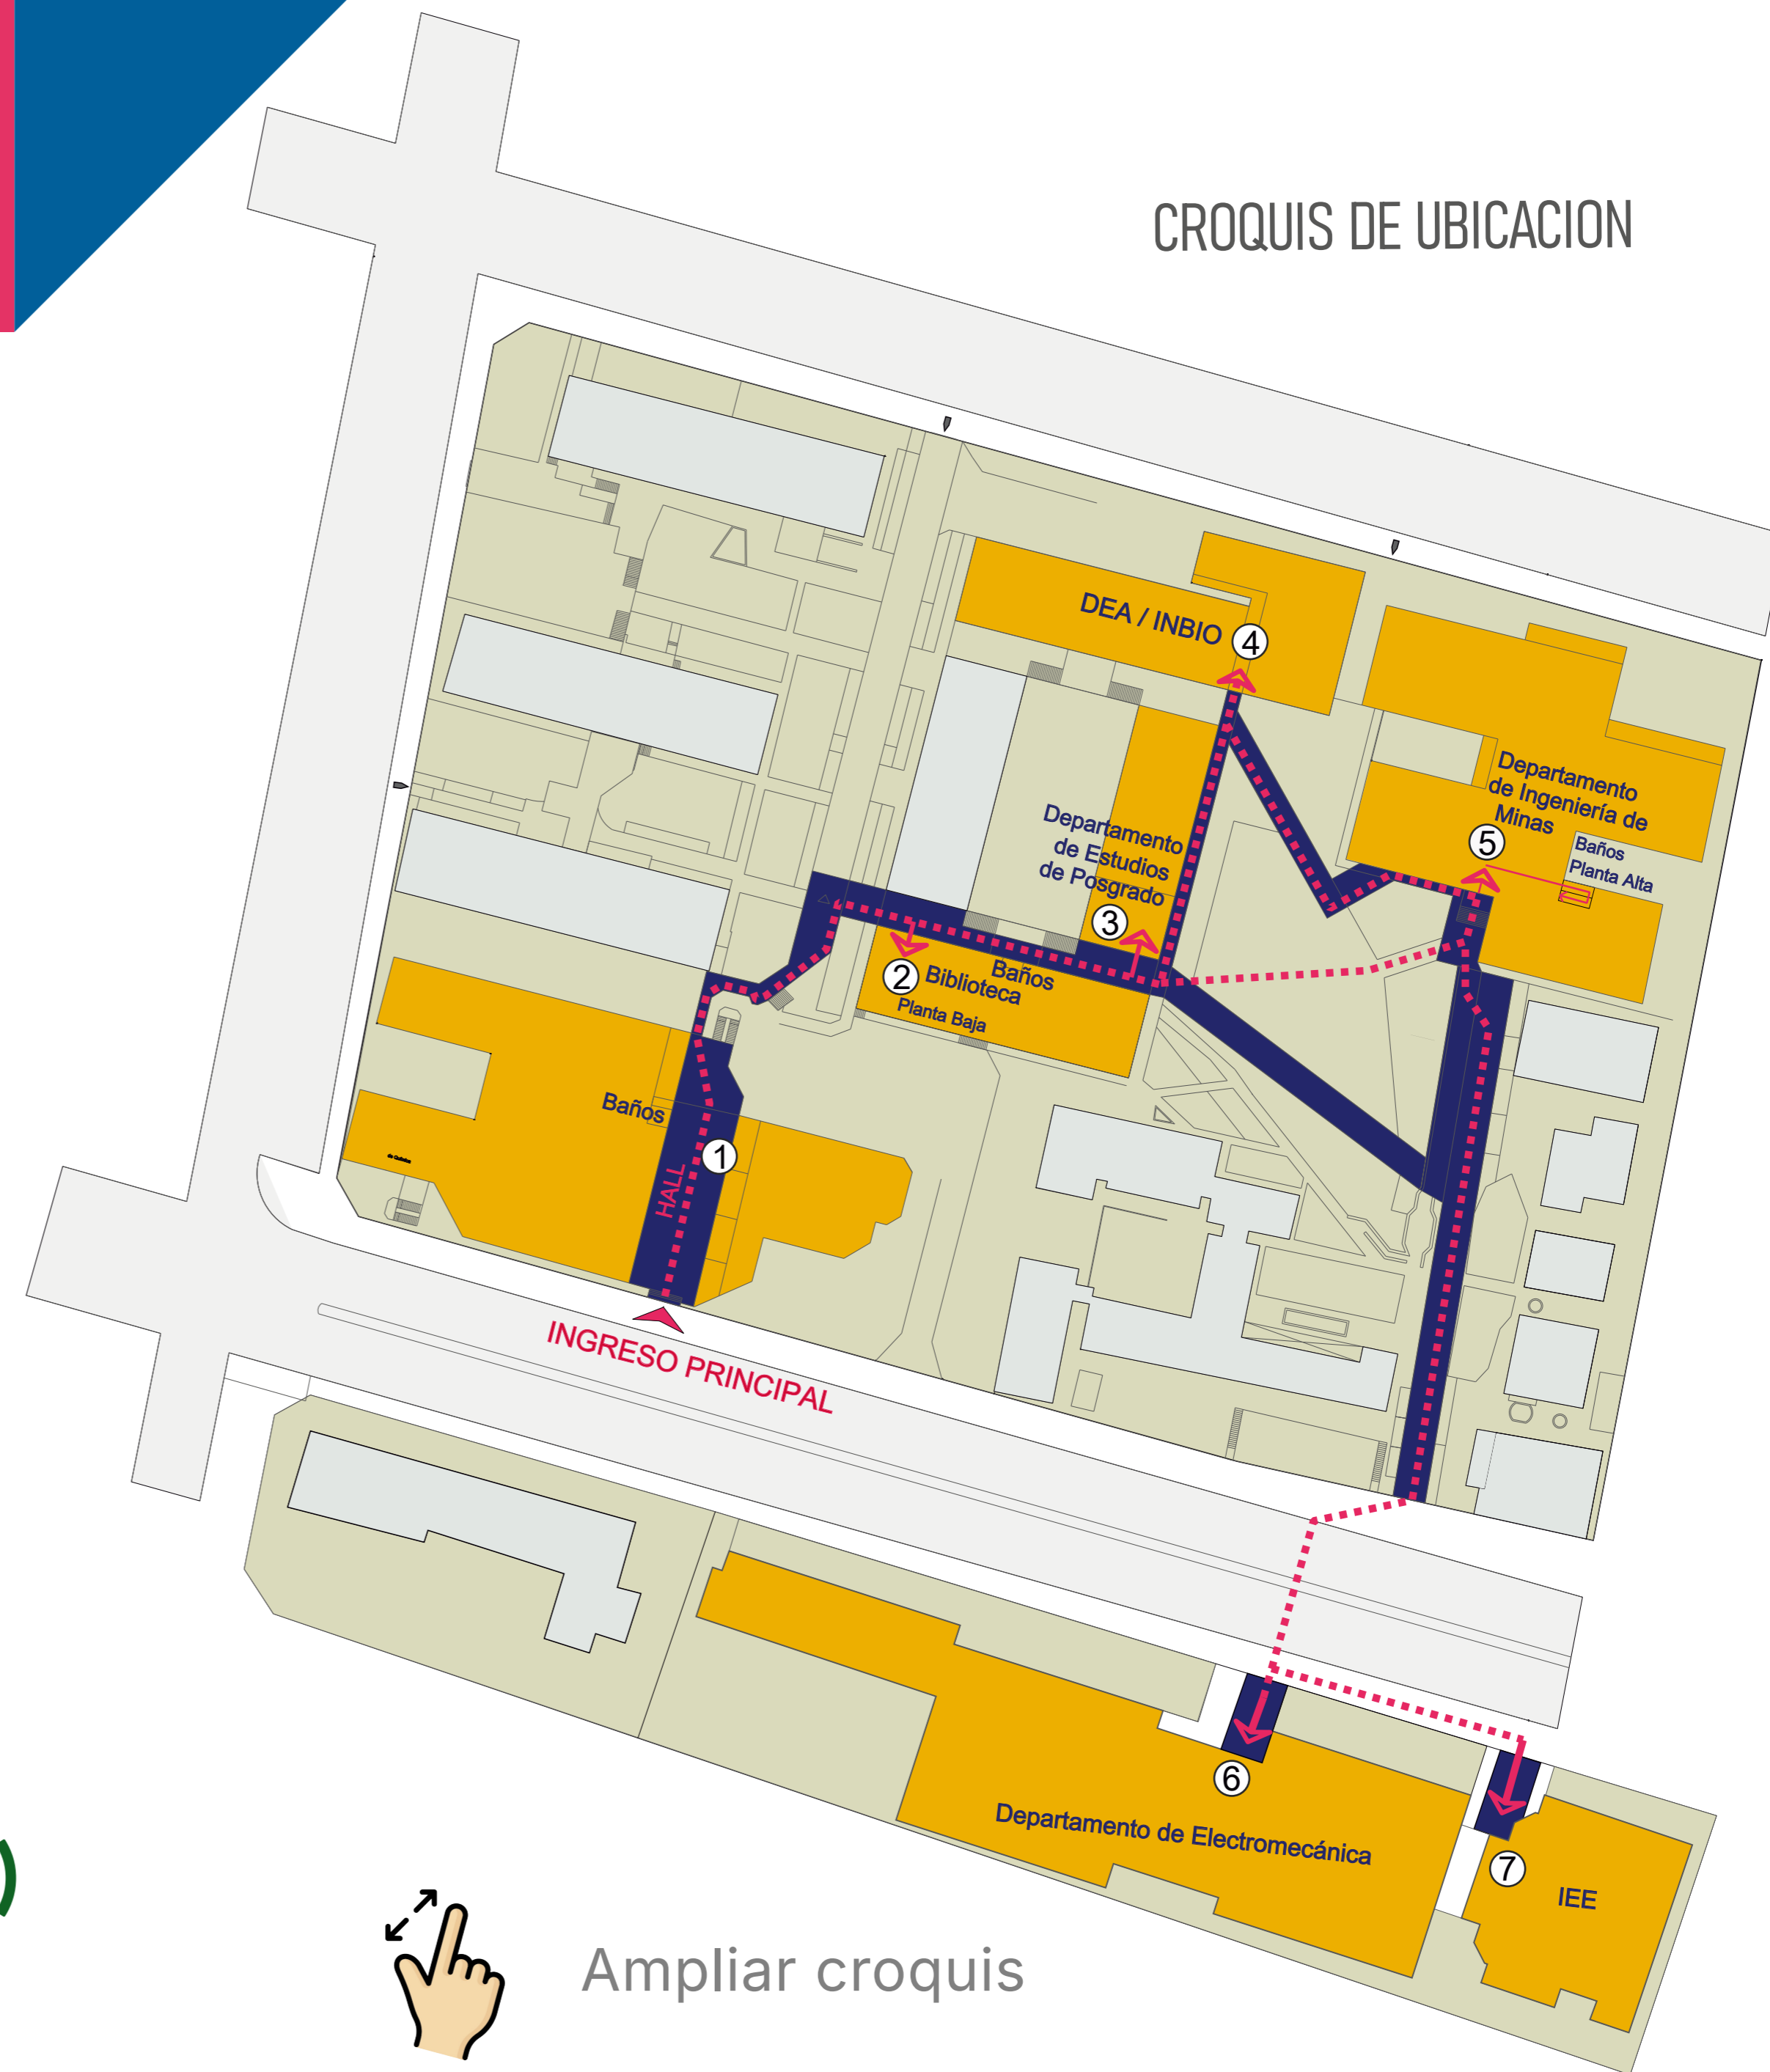 CROQUIS DE UBICACION
DEA / INBIO
4
Departamento
de Ingeniería de
Minas
5
Baños
Planta Alta
Departamento
de Estudios
de Posgrado
3
2
Biblioteca
Baños
Planta Baja
Baños
1
HALL
INGRESO PRINCIPAL
6
Departamento de Electromecánica
7
IEE
Ampliar croquis